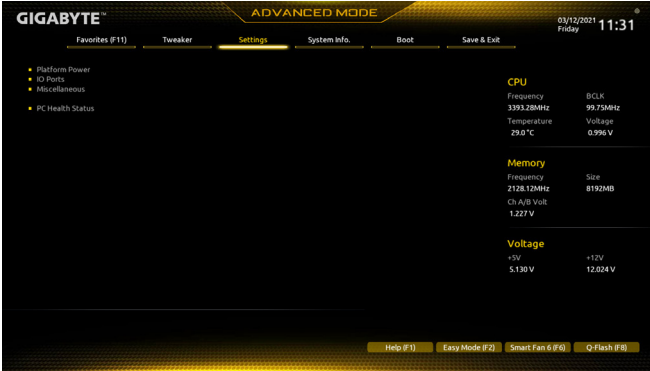 GIGABYTE™
ADVANCED MODE
03/12/2021
Friday
11:31
Favorites (F11) Tweaker Settings System Info. Boot Save & Exit
Platform Power
IO Ports
Miscellaneous
PC Health Status
CPU
Frequency BCLK
3393.28MHz 99.75MHz
Temperature Voltage
29.0 °C 0.996 V
Memory
Frequency Size
2128.12MHz 8192MB
Ch A/B Volt
1.227 V
Voltage
+5V +12V
5.130 V 12.024 V
Help (F1) Easy Mode (F2) Smart Fan 6 (F6) Q-Flash (F8)